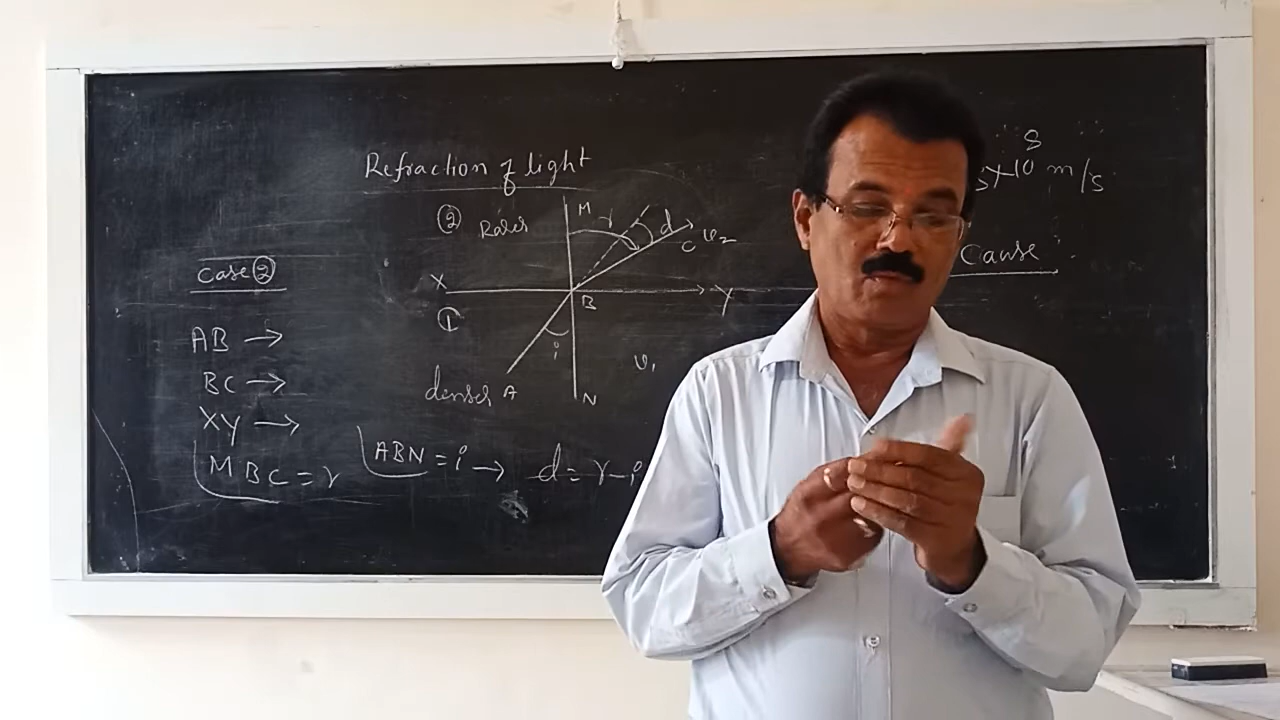 Refraction of light
8
3×10 m/s
② Rarer
M
r
d
C
v₂
Case ②
Cause
X
Y
B
①
AB →
i
v₁
BC →
denser A
N
XY →
MBC = r
ABN = i →
d = r - i